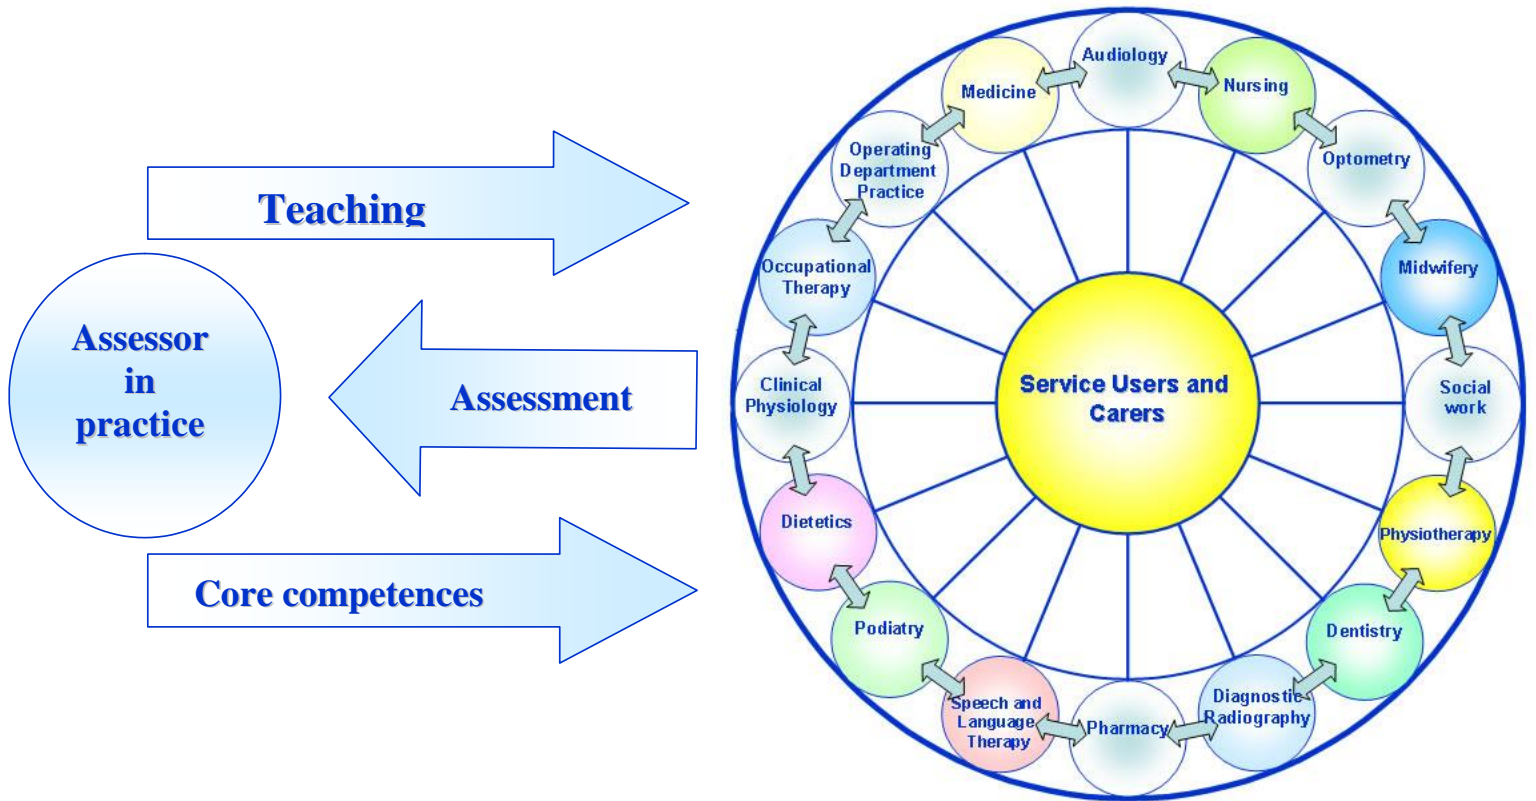 Teaching
Assessor
in
practice
Assessment
Core competences
Audiology
Nursing
Optometry
Midwifery
Social
work
Physiotherapy
Dentistry
Diagnostic
Radiography
Pharmacy
Speech and
Language
Therapy
Podiatry
Dietetics
Clinical
Physiology
Occupational
Therapy
Operating
Department
Practice
Medicine
Service Users and
Carers